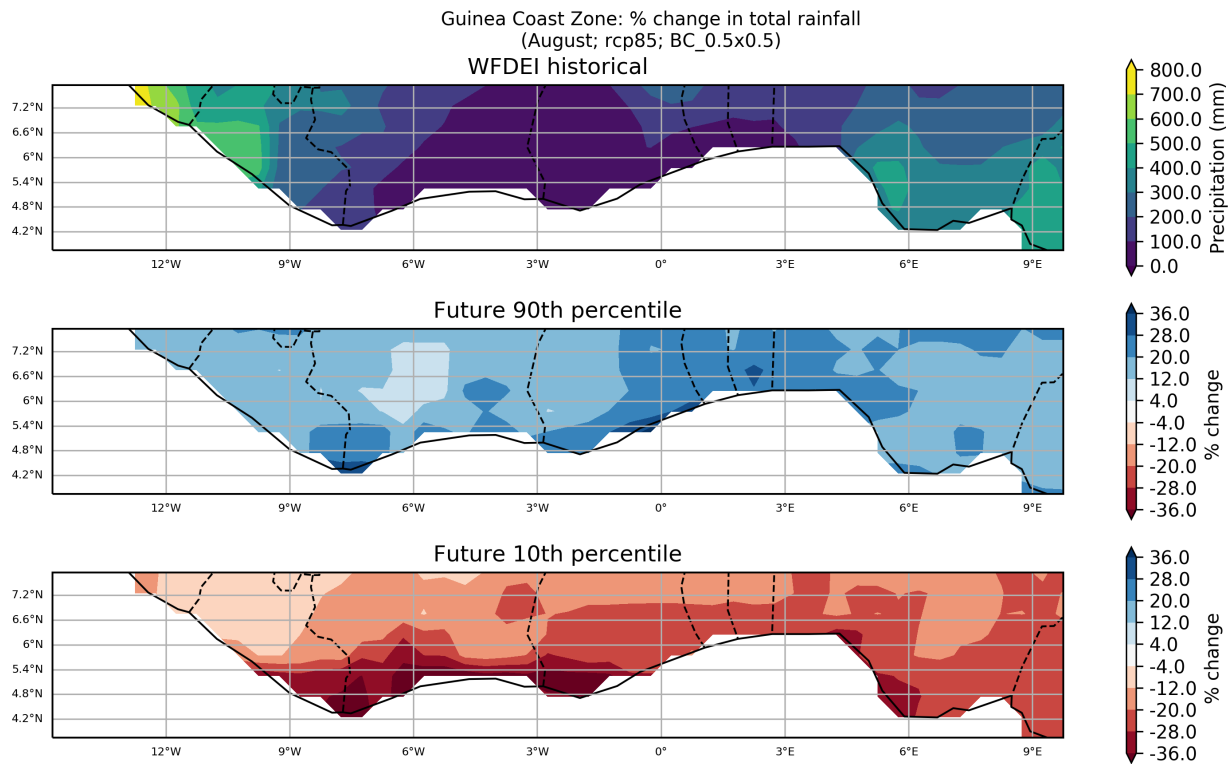 Guinea Coast Zone: % change in total rainfall
(August; rcp85; BC_0.5x0.5)
WFDEI historical
7.2°N
6.6°N
6°N
5.4°N
4.8°N
4.2°N
12°W 9°W 6°W 3°W 0° 3°E 6°E 9°E
800.0
700.0
600.0
500.0
400.0
300.0
200.0
100.0
0.0
Precipitation (mm)
Future 90th percentile
7.2°N
6.6°N
6°N
5.4°N
4.8°N
4.2°N
12°W 9°W 6°W 3°W 0° 3°E 6°E 9°E
36.0
28.0
20.0
12.0
4.0
-4.0
-12.0
-20.0
-28.0
-36.0
% change
Future 10th percentile
7.2°N
6.6°N
6°N
5.4°N
4.8°N
4.2°N
12°W 9°W 6°W 3°W 0° 3°E 6°E 9°E
36.0
28.0
20.0
12.0
4.0
-4.0
-12.0
-20.0
-28.0
-36.0
% change